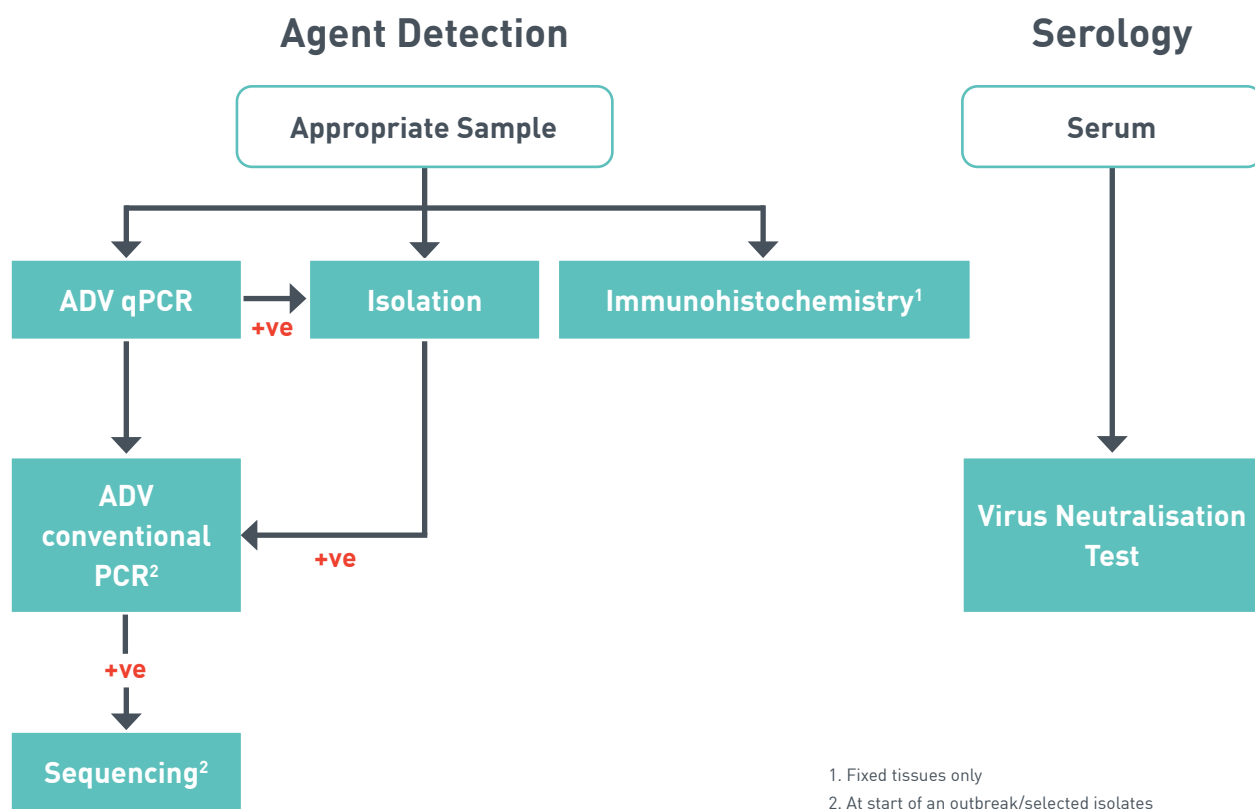 Agent Detection
Serology
Appropriate Sample
Serum
ADV qPCR
+ve
Isolation
Immunohistochemistry¹
ADV
conventional
PCR²
+ve
Virus Neutralisation
Test
+ve
Sequencing²
1. Fixed tissues only
2. At start of an outbreak/selected isolates